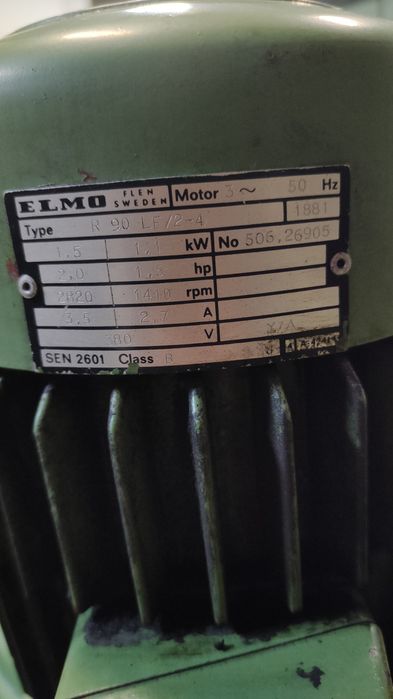 ELMO FLEN SWEDEN Motor 3~ 50 Hz
Type R 90 LF/2-4 1881
1,5 1,1 kW No 506,26905
2,0 1,5 hp
2820 1410 rpm
3,5 2,7 A
380 V
SEN 2601 Class B